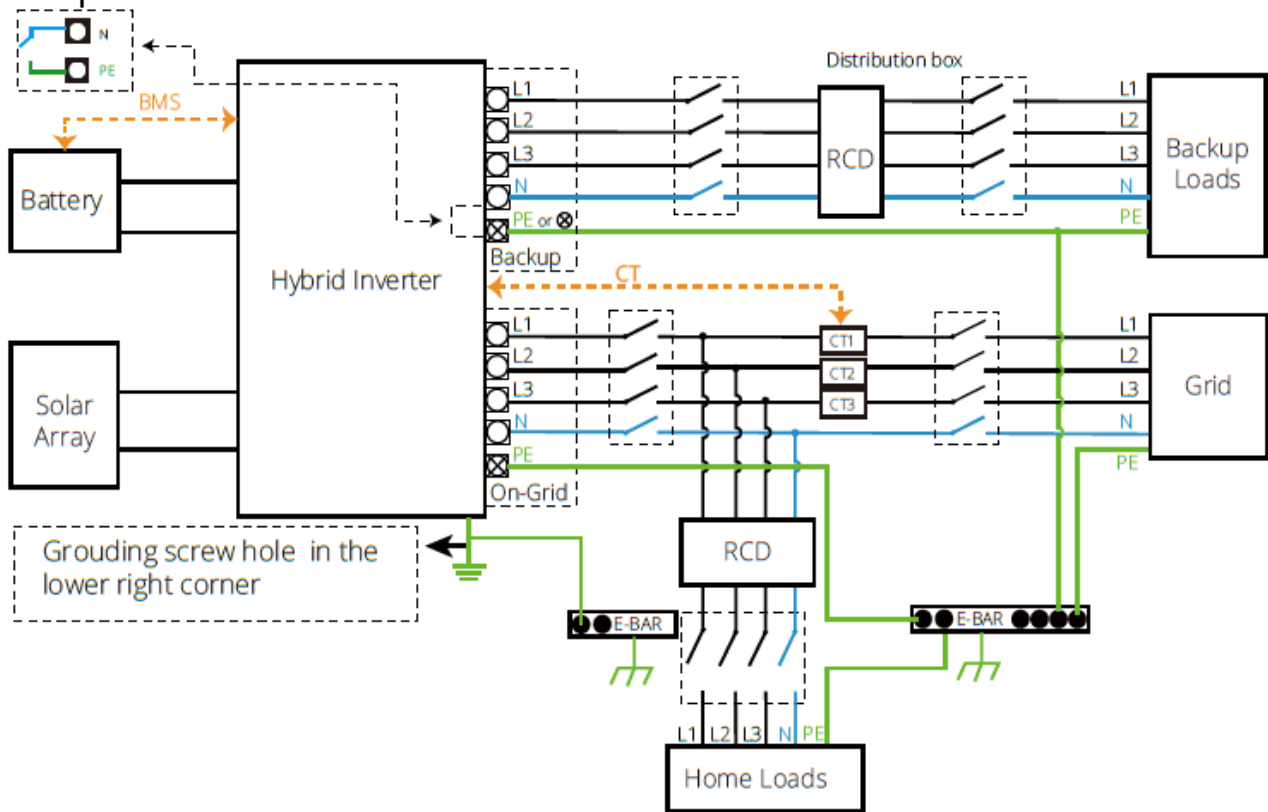 N
PE
BMS
Battery
Solar
Array
Hybrid Inverter
L1
L2
L3
N
PE or ⊗
Backup
Distribution box
RCD
L1
L2
L3
N
PE
Backup
Loads
CT
L1
L2
L3
N
PE
On-Grid
CT1
CT2
CT3
L1
L2
L3
N
PE
Grid
Grouding screw hole in the
lower right corner
RCD
E-BAR
E-BAR
L1 L2 L3 N PE
Home Loads